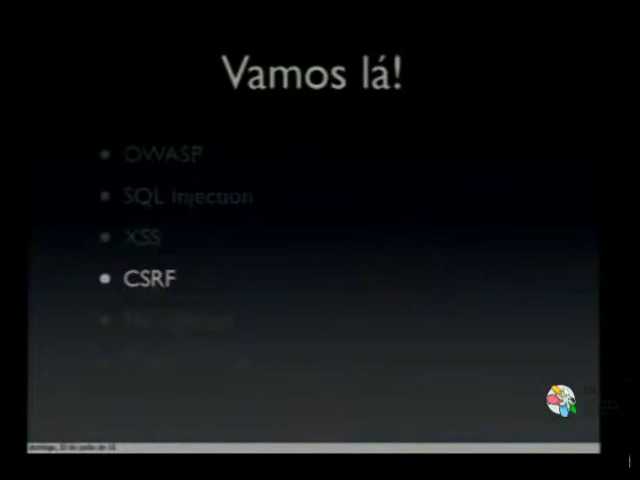 Vamos lá!
OWASP
SQL Injection
XSS
CSRF